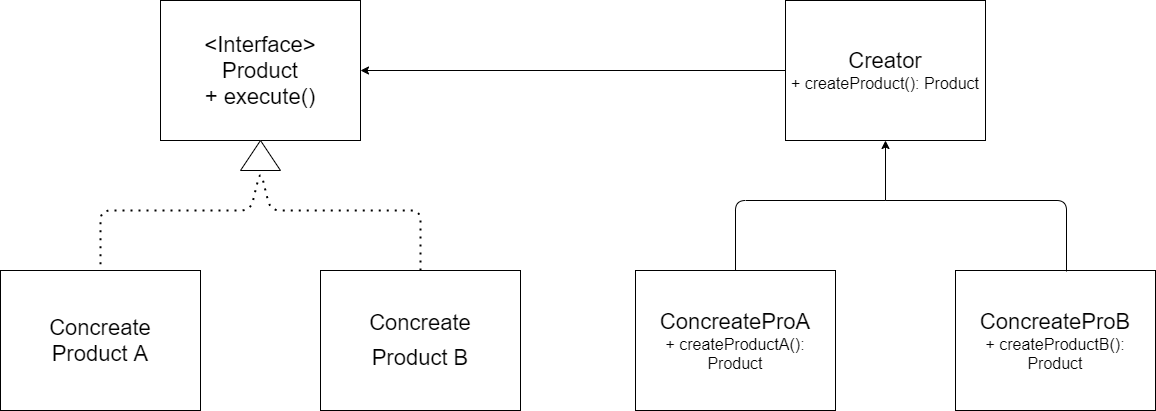 <Interface>
Product
+ execute()
Creator
+ createProduct(): Product
Concreate
Product A
Concreate
Product B
ConcreateProA
+ createProductA():
Product
ConcreateProB
+ createProductB():
Product